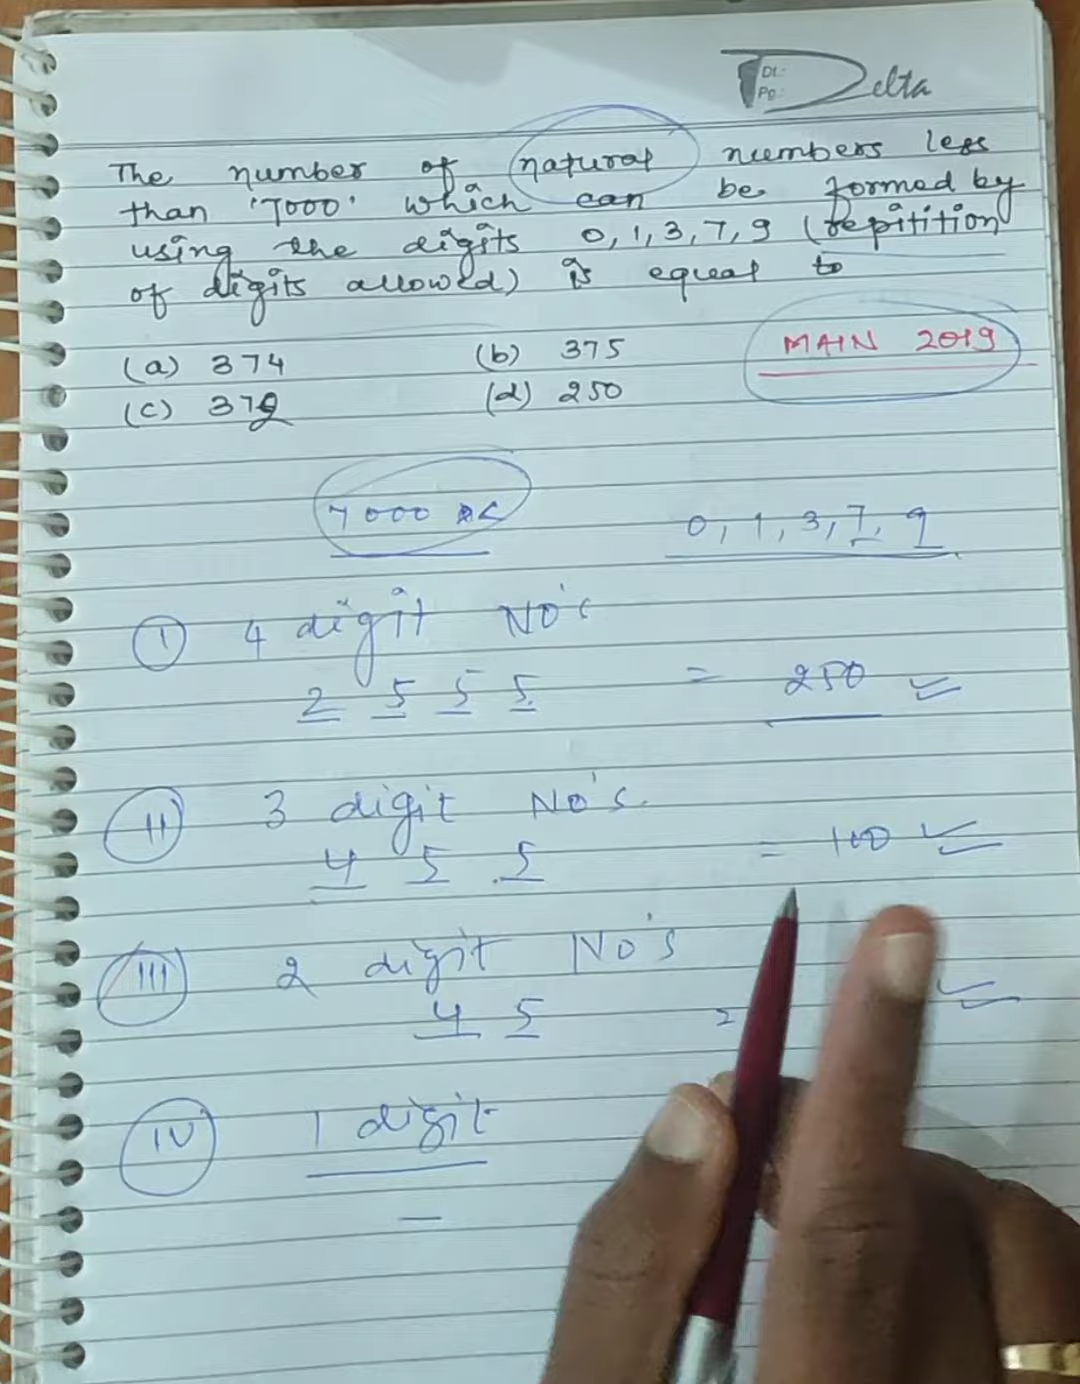 Dt.:
Pg.:
Delta
The number of natural numbers less
than '7000' which can be formed by
using the digits 0, 1, 3, 7, 9 (repitition
of digits allowed) is equal to
(a) 374 (b) 375
MAIN 2019
(c) 372 (d) 250
7000 <
0, 1, 3, 7, 9
I 4 digit NO's
2 5 5 5 = 250
II 3 digit NO's.
4 5 5 = 100
III 2 digit NO's
4 5 =
IV 1 digit